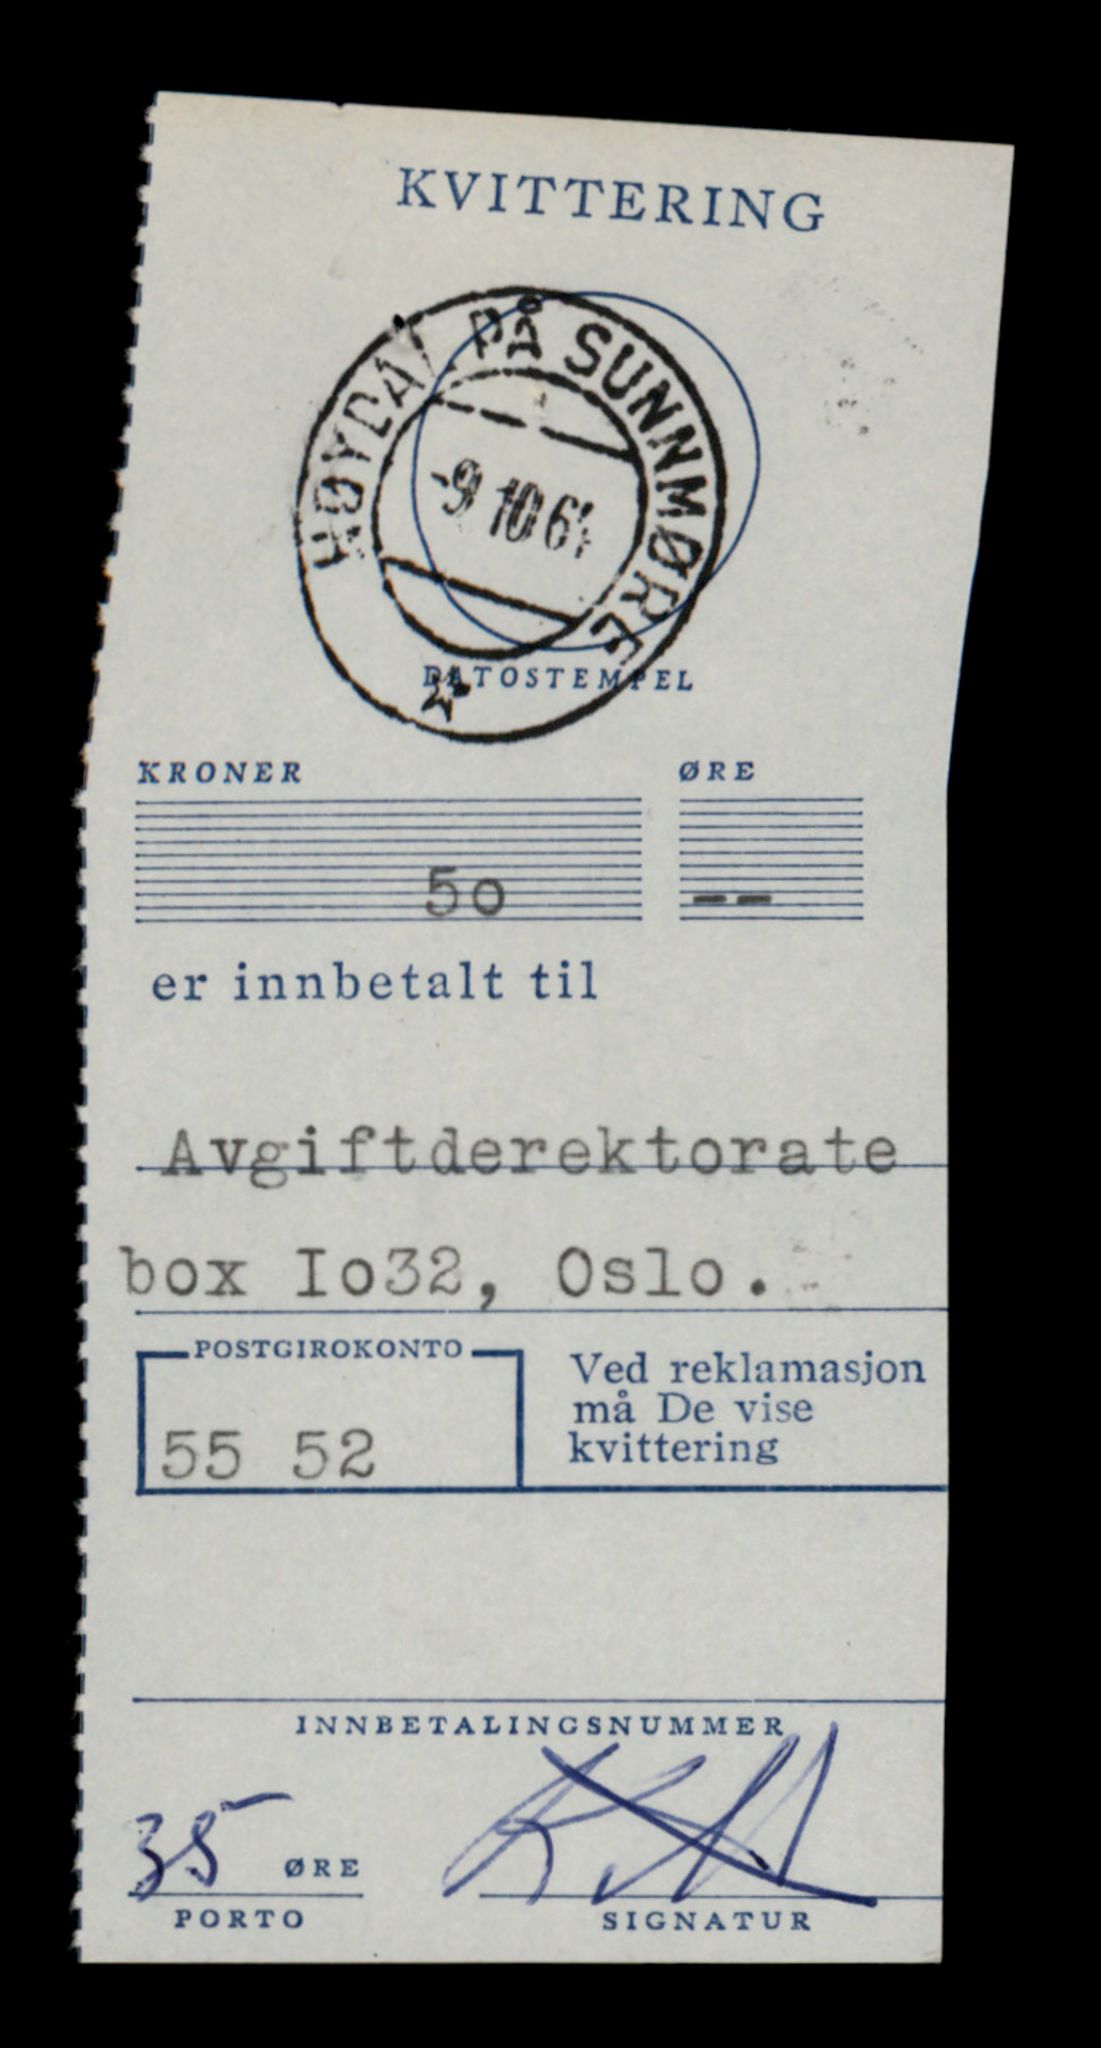 KVITTERING
HØYDAL PÅ SUNNMØRE
-9 10 64
DATOSTEMPEL
KRONER ØRE
5o --
er innbetalt til
Avgiftderektorate
box Io32, Oslo.
POSTGIROKONTO
55 52
Ved reklamasjon
må De vise
kvittering
INNBETALINGSNUMMER
35 ØRE
PORTO
SIGNATUR